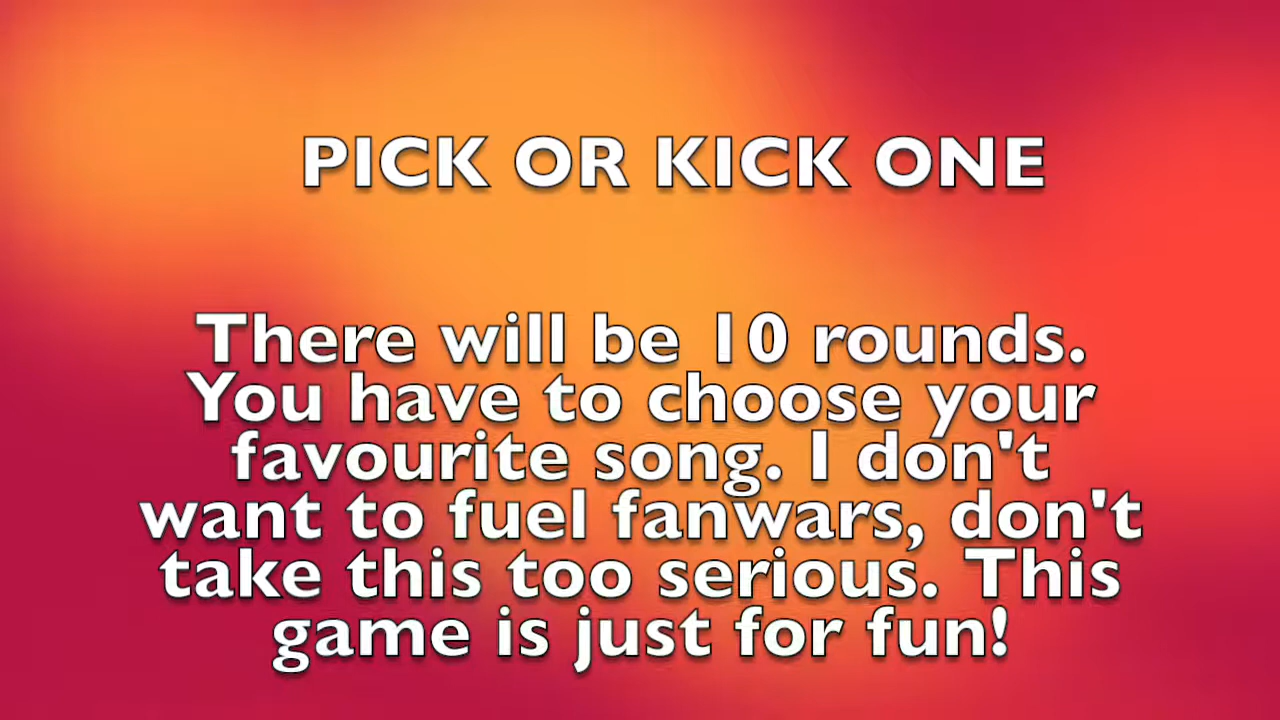 PICK OR KICK ONE
There will be 10 rounds.
You have to choose your
favourite song. I don't
want to fuel fanwars, don't
take this too serious. This
game is just for fun!